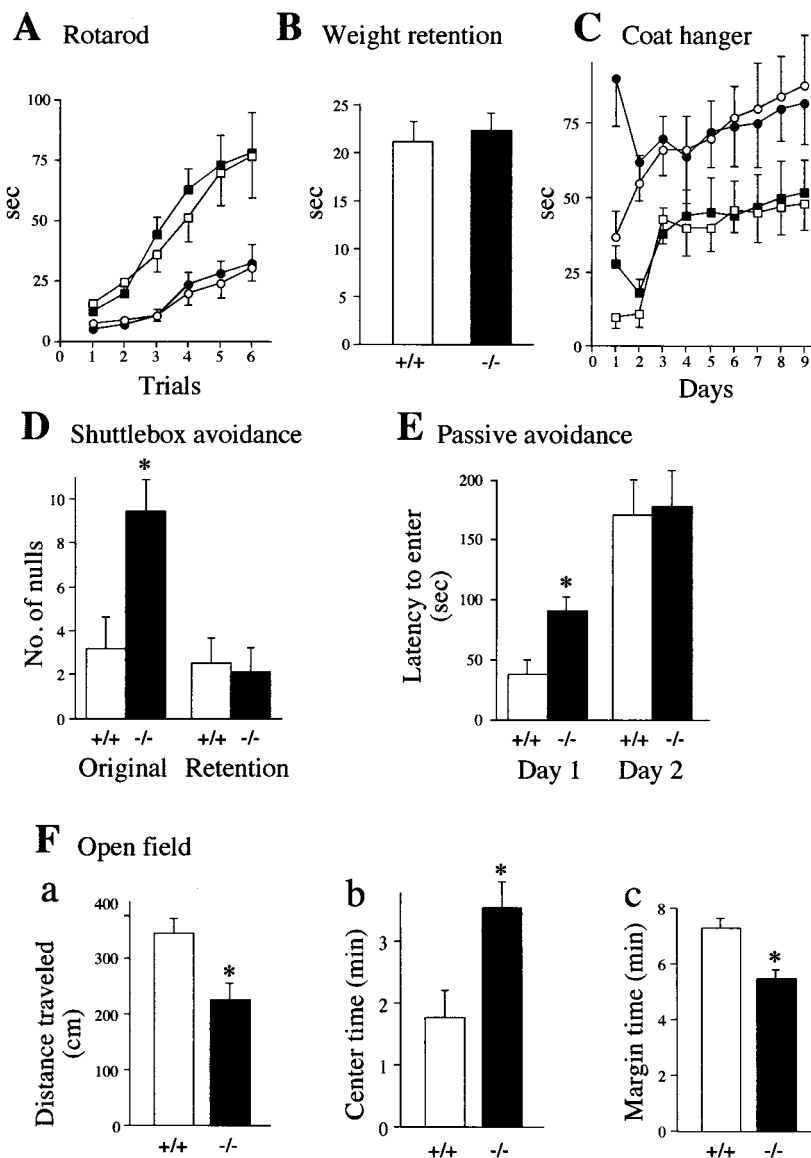 A Rotarod
100
75
50
25
0
sec
0 1 2 3 4 5 6
Trials
B Weight retention
25
20
15
10
5
0
sec
+/+ -/-
C Coat hanger
75
50
25
0
sec
0 1 2 3 4 5 6 7 8 9
Days
D Shuttlebox avoidance
10
8
6
4
2
0
No. of nulls
*
+/+ -/- +/+ -/-
Original Retention
E Passive avoidance
200
150
100
50
0
Latency to enter
(sec)
*
+/+ -/- +/+ -/-
Day 1 Day 2
F Open field
a
400
300
200
100
0
Distance traveled
(cm)
*
+/+ -/-
b
3
2
1
0
Center time (min)
*
+/+ -/-
c
8
6
4
2
0
Margin time (min)
*
+/+ -/-